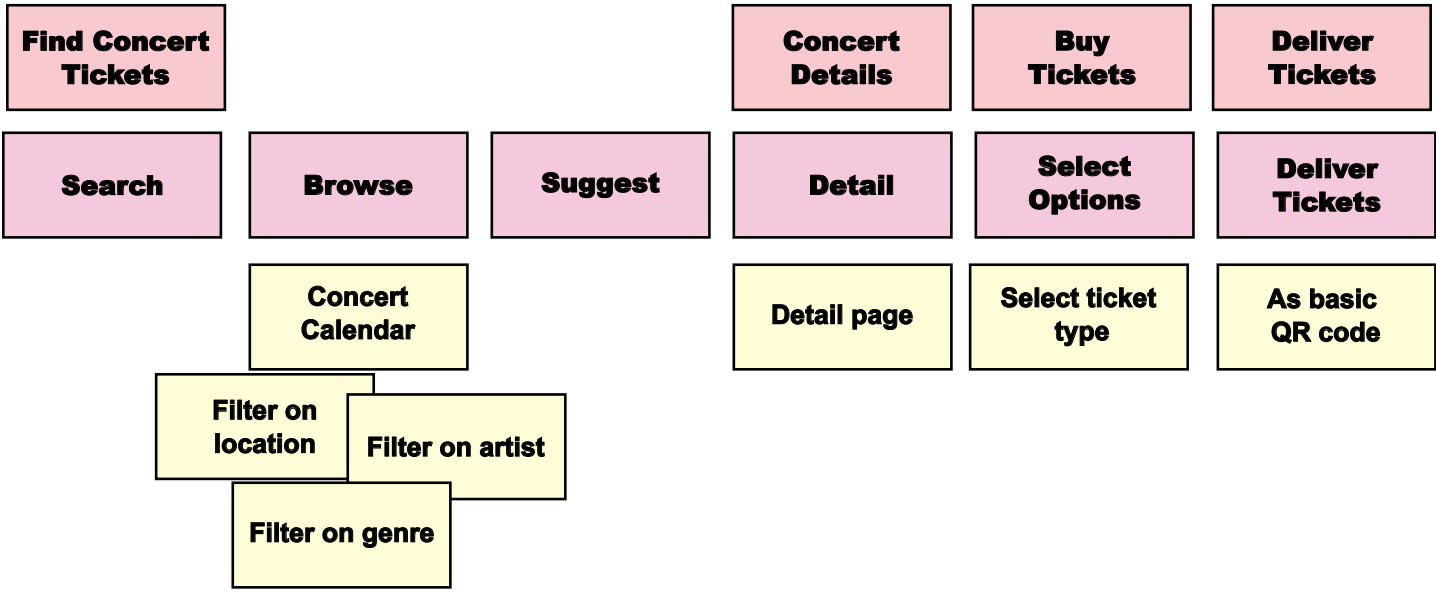 Find Concert
Tickets
Concert
Details
Buy
Tickets
Deliver
Tickets
Search
Browse
Suggest
Detail
Select
Options
Deliver
Tickets
Concert
Calendar
Detail page
Select ticket
type
As basic
QR code
Filter on
location
Filter on artist
Filter on genre